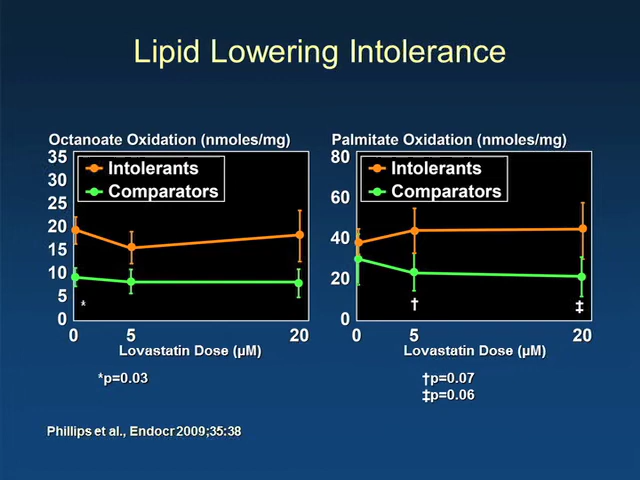 Lipid Lowering Intolerance
Octanoate Oxidation (nmoles/mg)
35
30
25
20
15
10
5
0
Intolerants
Comparators
*
0 5 20
Lovastatin Dose (µM)
*p=0.03
Palmitate Oxidation (nmoles/mg)
80
60
40
20
0
Intolerants
Comparators
† ‡
0 5 20
Lovastatin Dose (µM)
†p=0.07
‡p=0.06
Phillips et al., Endocr 2009;35:38